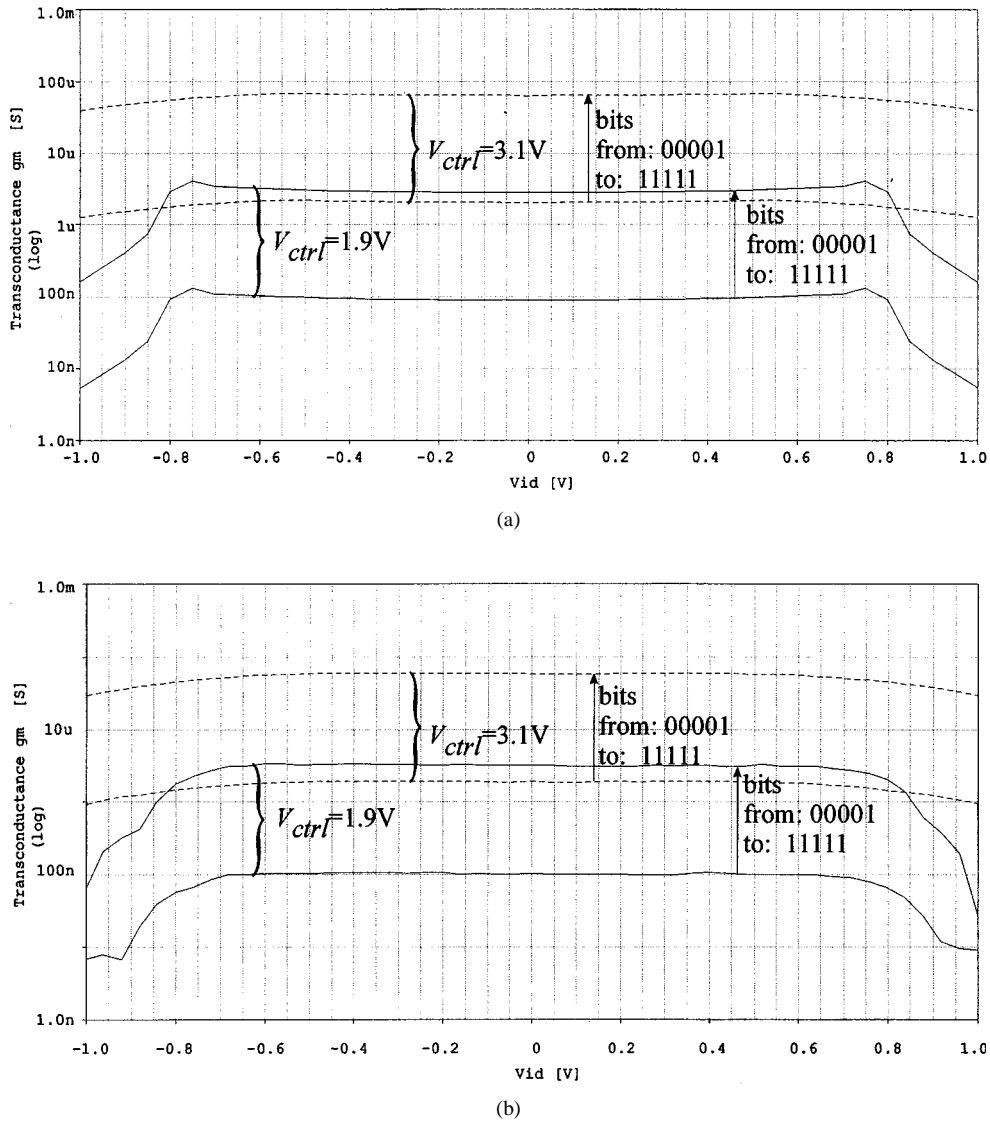 1.0m
100u
10u
1u
100n
10n
1.0n
Transconductance gm [S]
(log)
Vctrl=3.1V
Vctrl=1.9V
bits
from: 00001
to: 11111
bits
from: 00001
to: 11111
-1.0 -0.8 -0.6 -0.4 -0.2 0 0.2 0.4 0.6 0.8 1.0
Vid [V]
(a)
1.0m
10u
100n
1.0n
Transconductance gm [S]
(log)
Vctrl=3.1V
Vctrl=1.9V
bits
from: 00001
to: 11111
bits
from: 00001
to: 11111
-1.0 -0.8 -0.6 -0.4 -0.2 0 0.2 0.4 0.6 0.8 1.0
Vid [V]
(b)